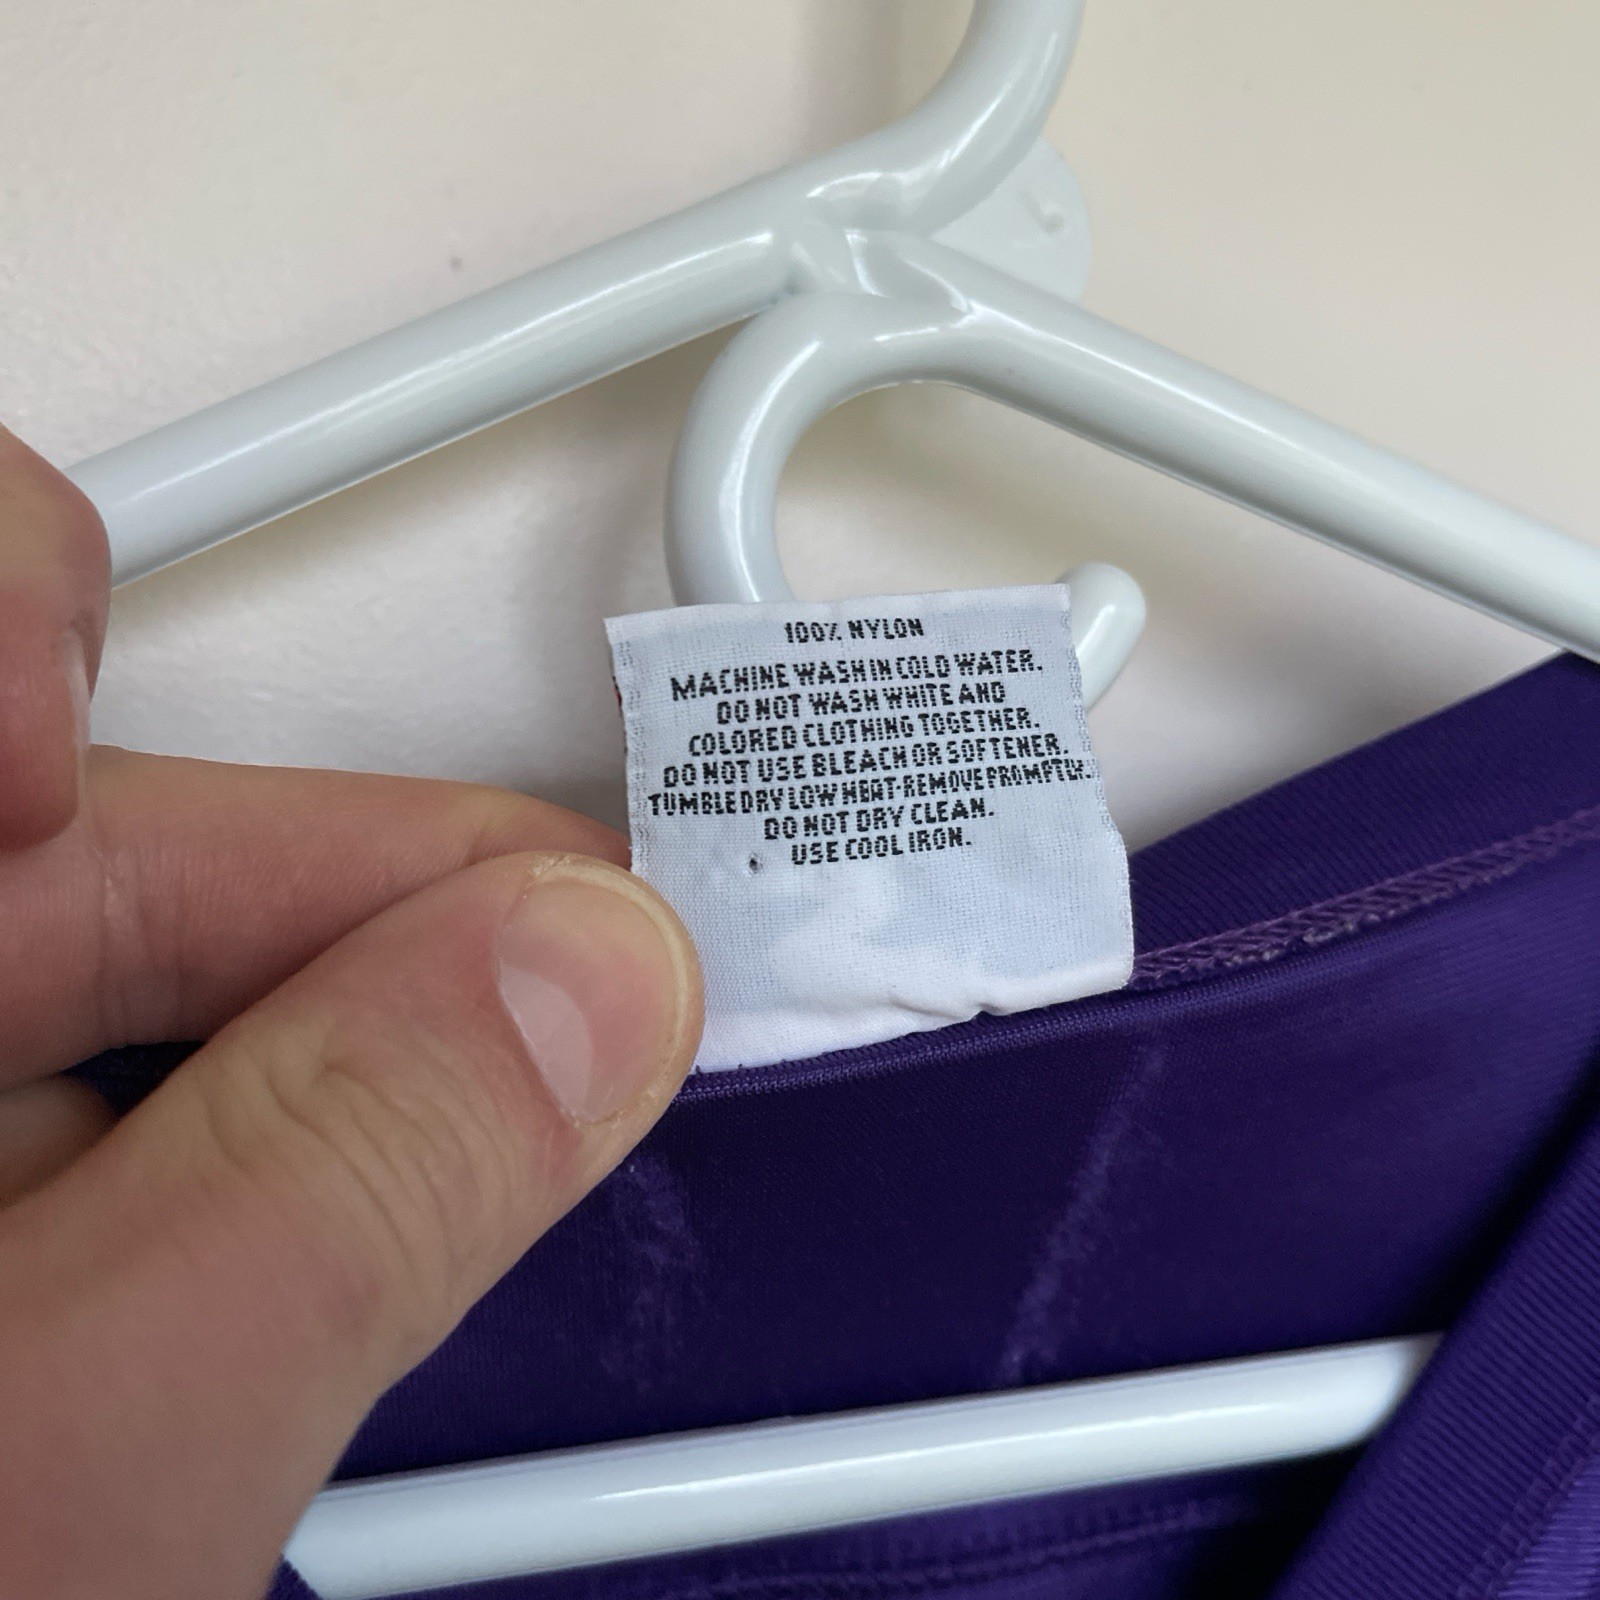 100% NYLON
MACHINE WASH IN COLD WATER.
DO NOT WASH WHITE AND
COLORED CLOTHING TOGETHER.
DO NOT USE BLEACH OR SOFTENER.
TUMBLE DRY LOW HEAT-REMOVE PROMPTLY.
DO NOT DRY CLEAN.
USE COOL IRON.